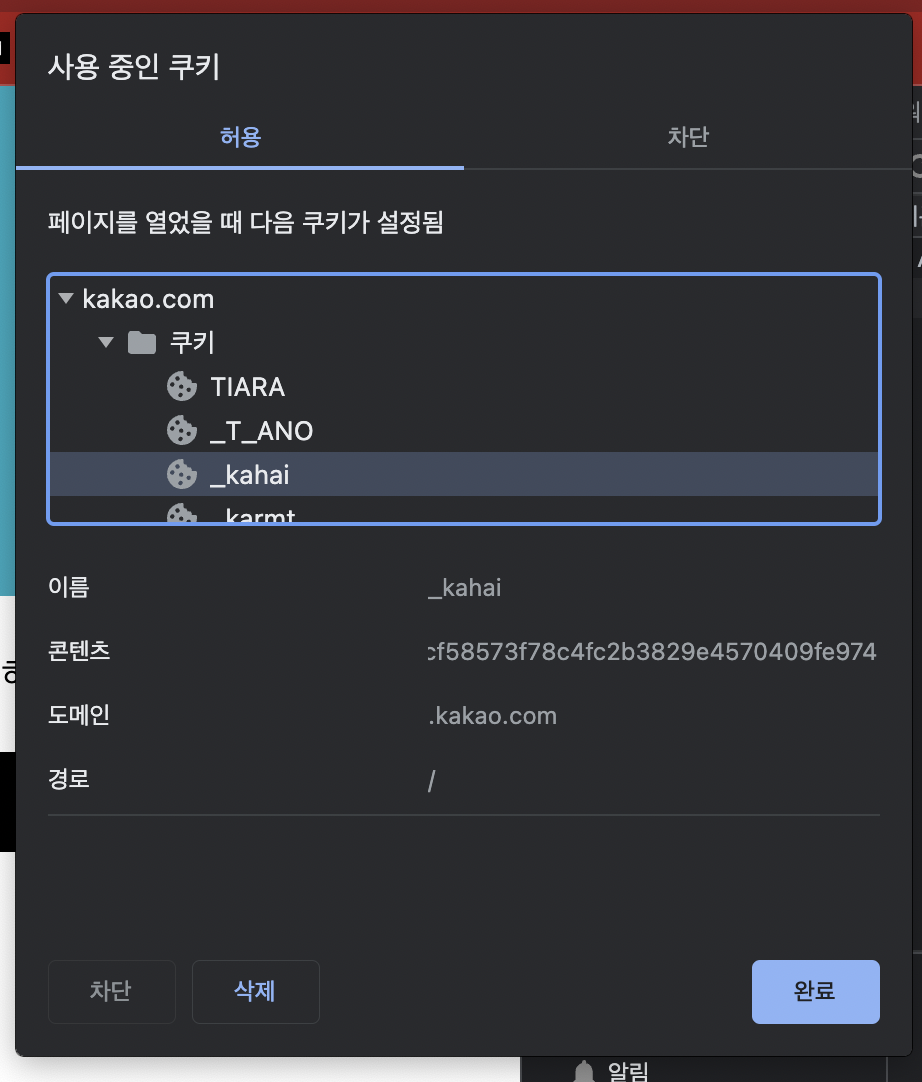 사용 중인 쿠키
허용
차단
페이지를 열었을 때 다음 쿠키가 설정됨
kakao.com
쿠키
TIARA
_T_ANO
_kahai
_karmt
이름 _kahai
콘텐츠 cf58573f78c4fc2b3829e4570409fe974
도메인 .kakao.com
경로 /
차단
삭제
완료
알림